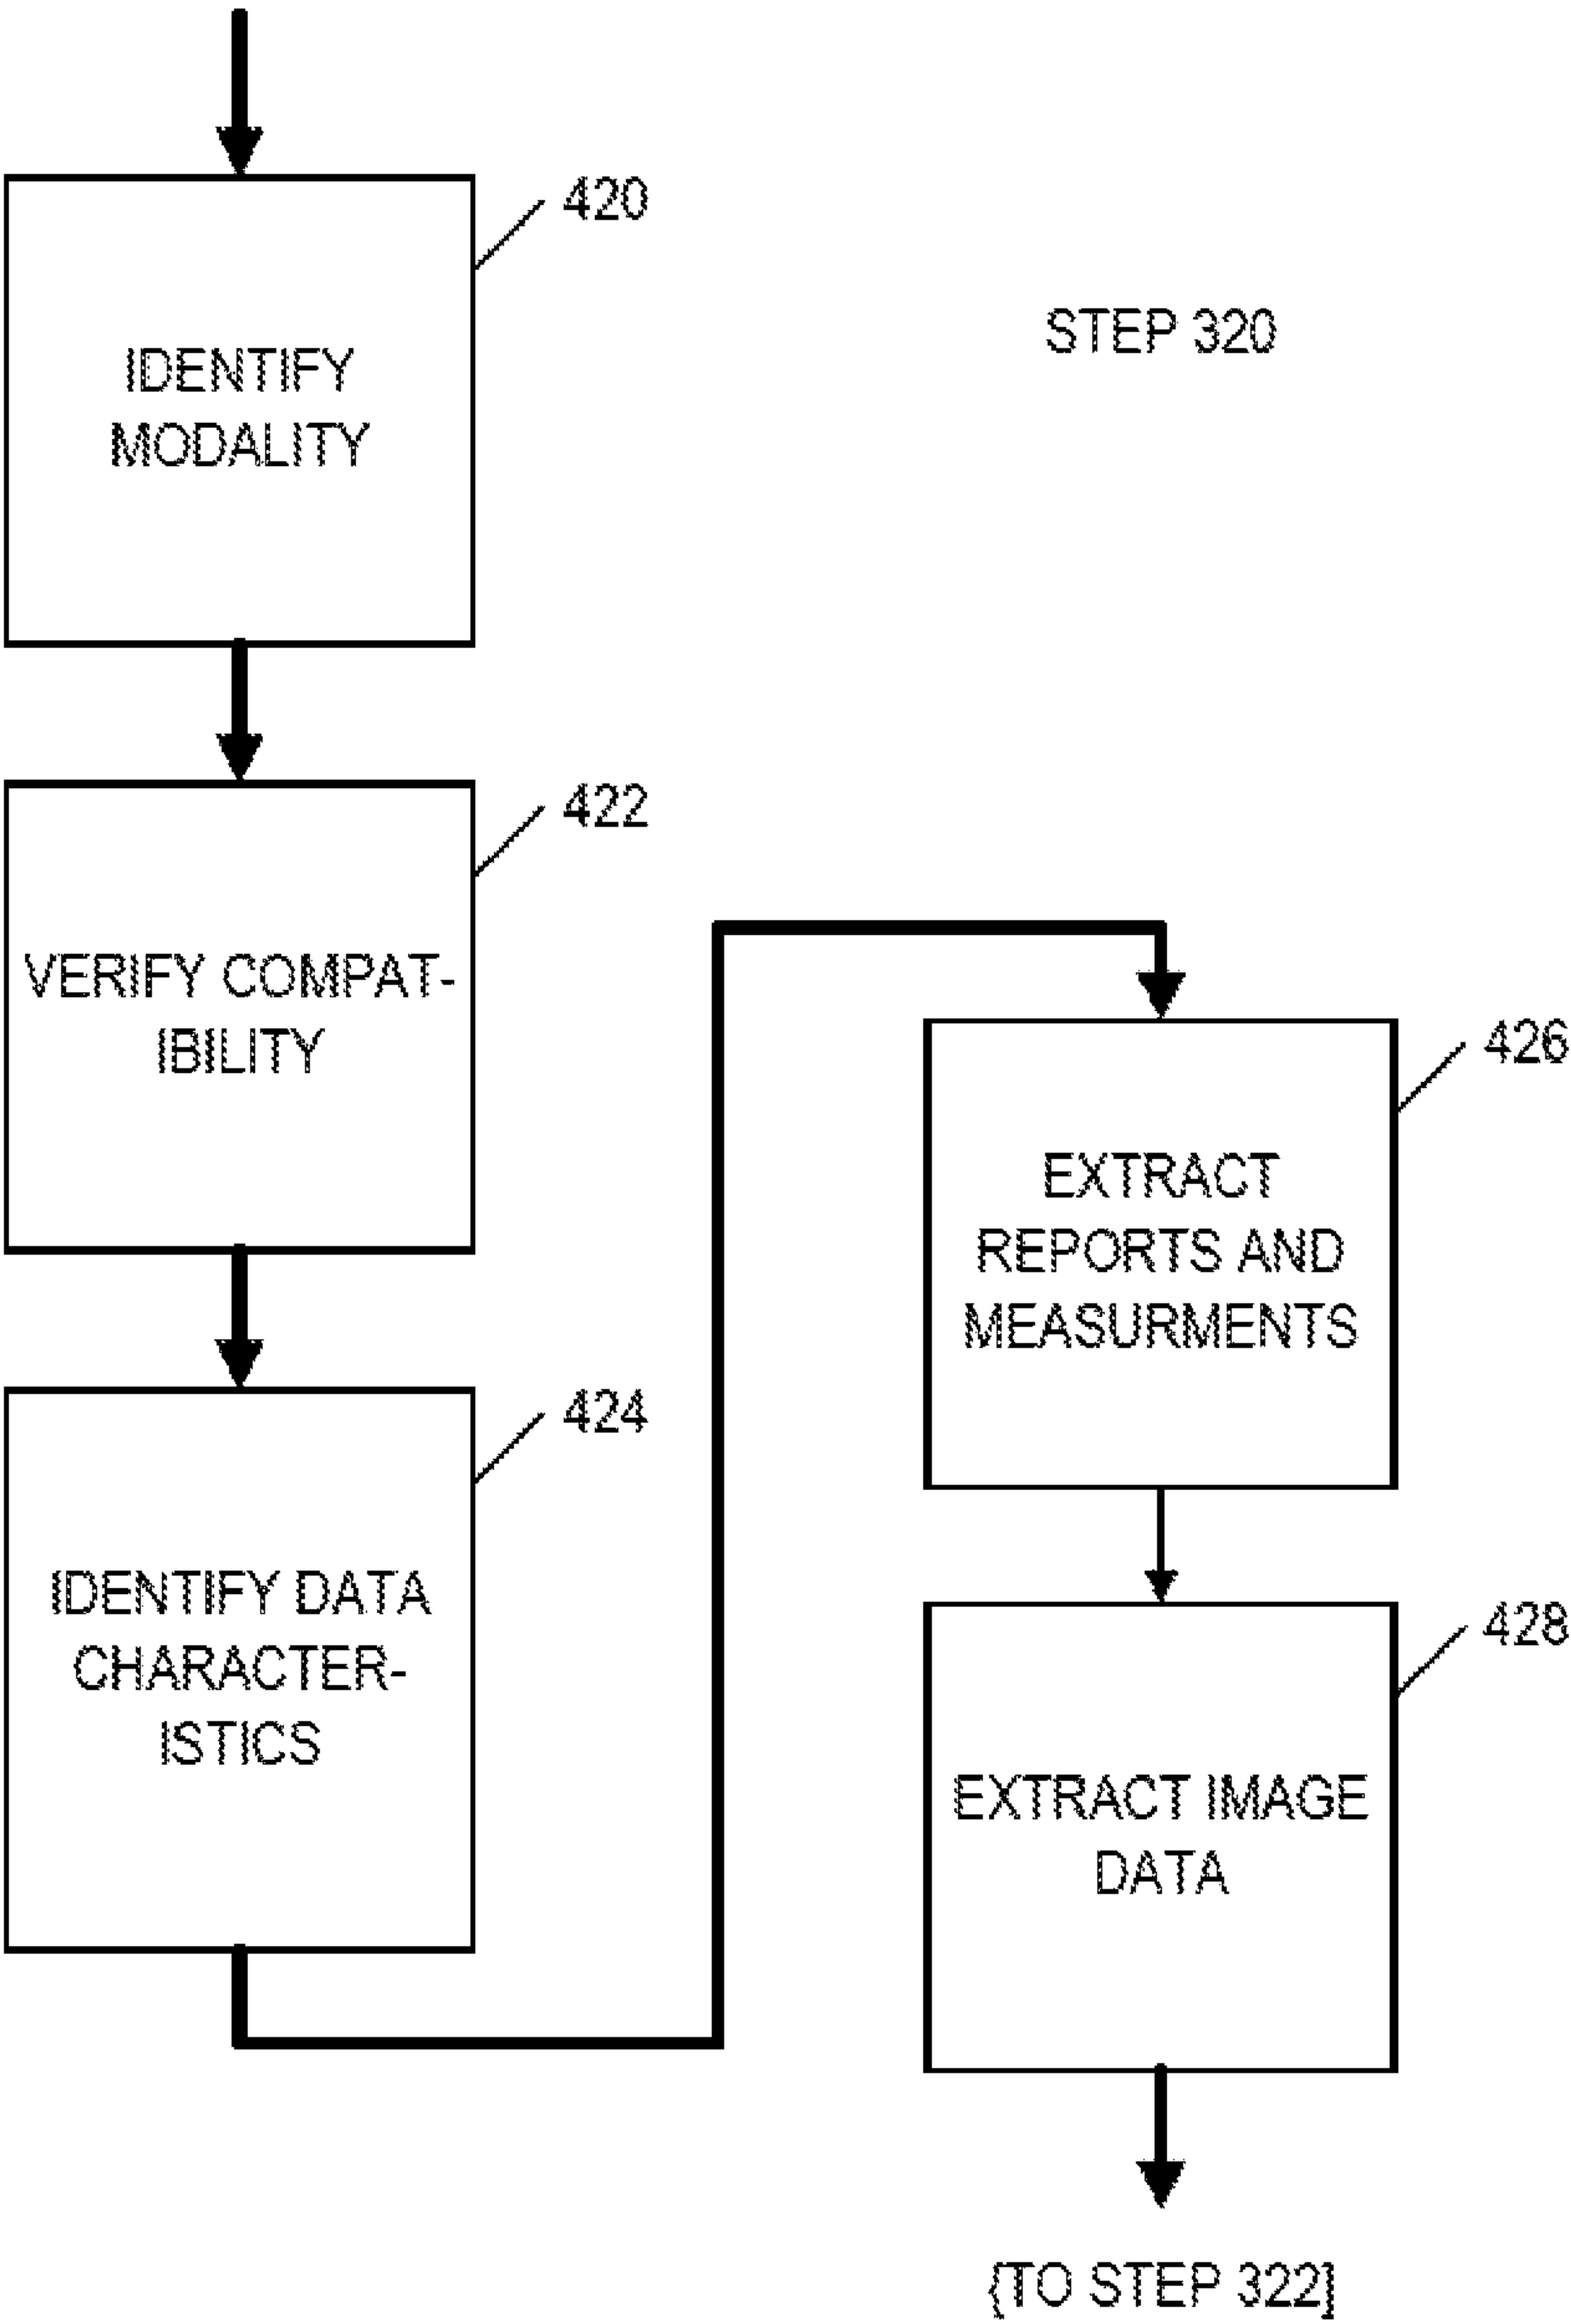 420
STEP 320
IDENTIFY
MODALITY
422
VERIFY COMPAT-
IBILITY
424
IDENTIFY DATA
CHARACTER-
ISTICS
426
EXTRACT
REPORTS AND
MEASURMENTS
428
EXTRACT IMAGE
DATA
{TO STEP 322]